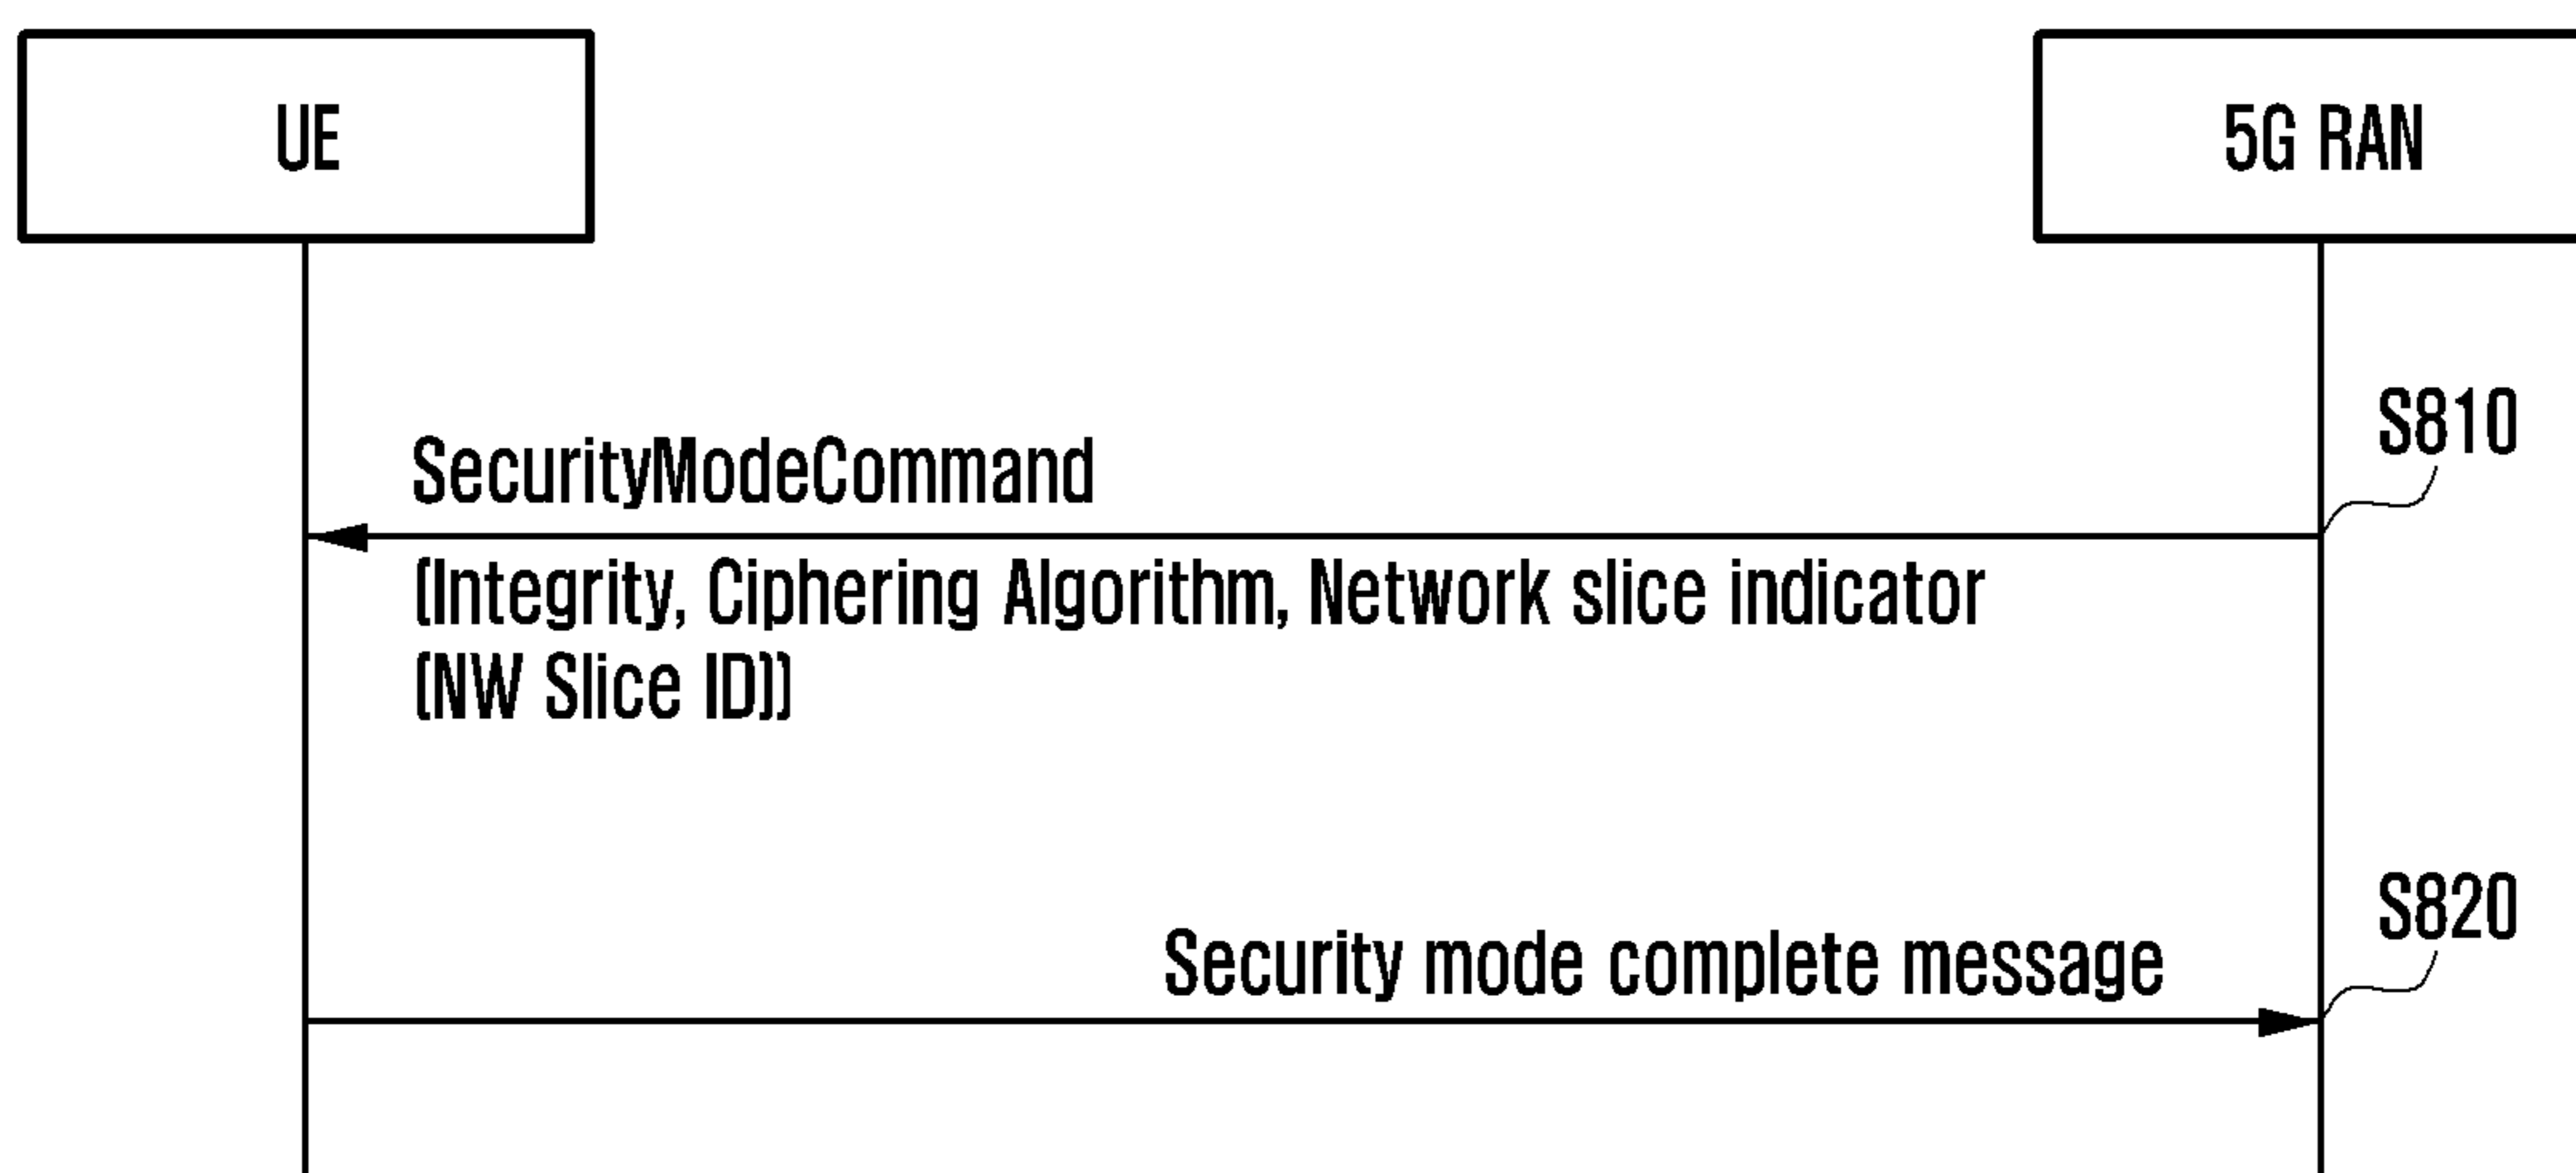 UE
5G RAN
S810
SecurityModeCommand
(Integrity, Ciphering Algorithm, Network slice indicator
(NW Slice ID))
S820
Security mode complete message